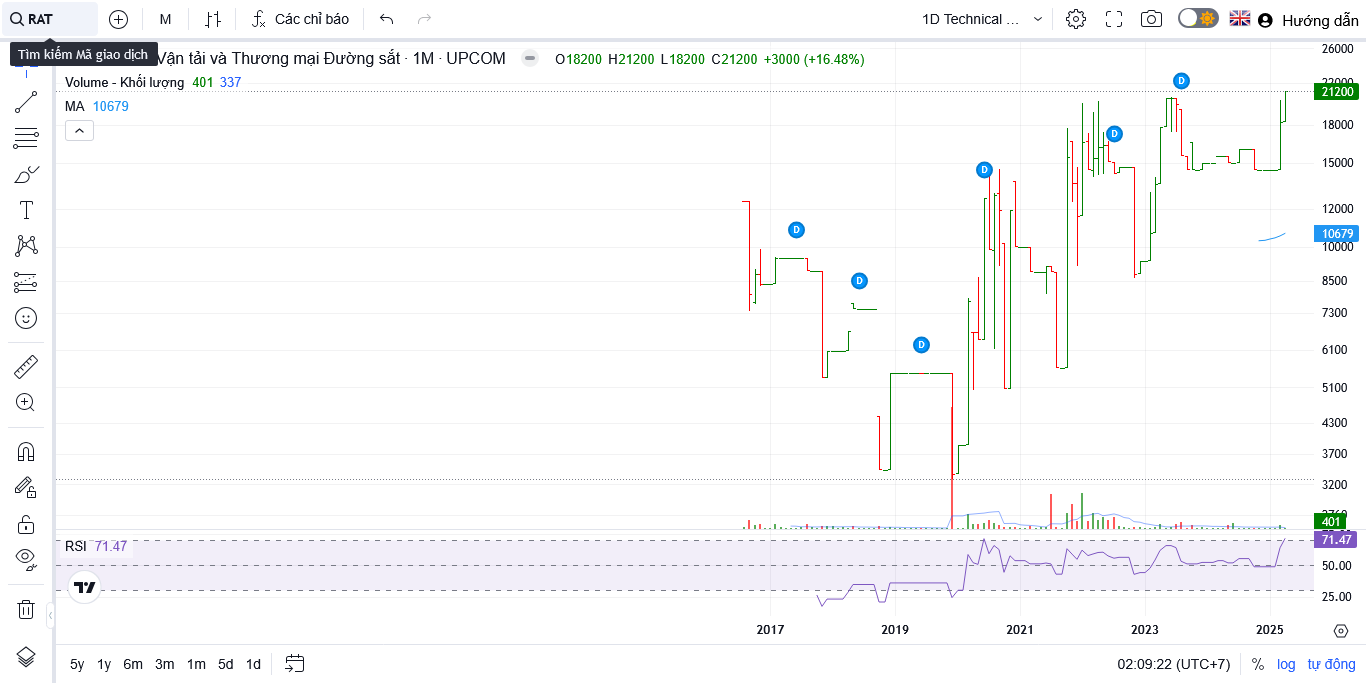 RAT
M
Các chỉ báo
1D Technical ...
Hướng dẫn
Tìm kiếm Mã giao dịch
Vận tải và Thương mại Đường sắt · 1M · UPCOM
O18200 H21200 L18200 C21200 +3000 (+16.48%)
Volume - Khối lượng 401 337
MA 10679
26000
22000
21200
18000
15000
12000
10679
10000
8500
7300
6100
5100
4300
3700
3200
401
D
D
D
D
D
D
D
RSI 71.47
71.47
50.00
25.00
2017 2019 2021 2023 2025
5y 1y 6m 3m 1m 5d 1d
02:09:22 (UTC+7) % log tự động